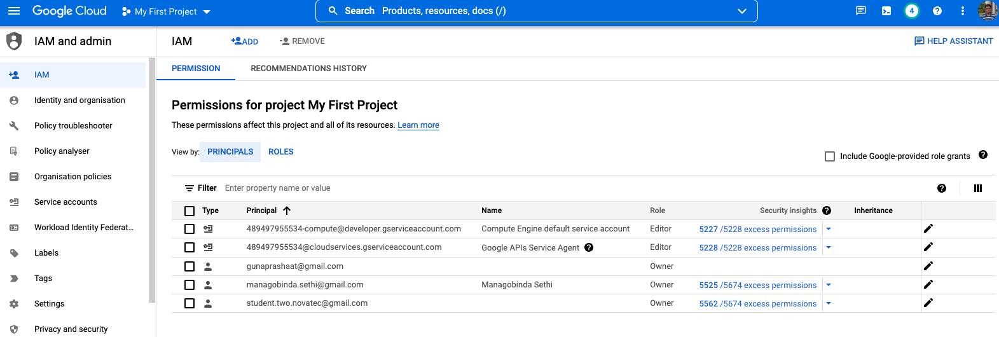 Google Cloud My First Project Search Products, resources, docs (/) 4
IAM and admin
IAM ADD REMOVE HELP ASSISTANT
PERMISSION RECOMMENDATIONS HISTORY
IAM
Identity and organisation
Policy troubleshooter
Policy analyser
Organisation policies
Service accounts
Workload Identity Federat...
Labels
Tags
Settings
Privacy and security
Permissions for project My First Project
These permissions affect this project and all of its resources. Learn more
View by: PRINCIPALS ROLES
Include Google-provided role grants
Filter Enter property name or value
Type Principal Name Role Security insights Inheritance
489497955534-compute@developer.gserviceaccount.com Compute Engine default service account Editor 5227 /5228 excess permissions
489497955534@cloudservices.gserviceaccount.com Google APIs Service Agent Editor 5228 /5228 excess permissions
gunaprashaat@gmail.com Owner
managobinda.sethi@gmail.com Managobinda Sethi Owner 5525 /5674 excess permissions
student.two.novatec@gmail.com Owner 5562 /5674 excess permissions